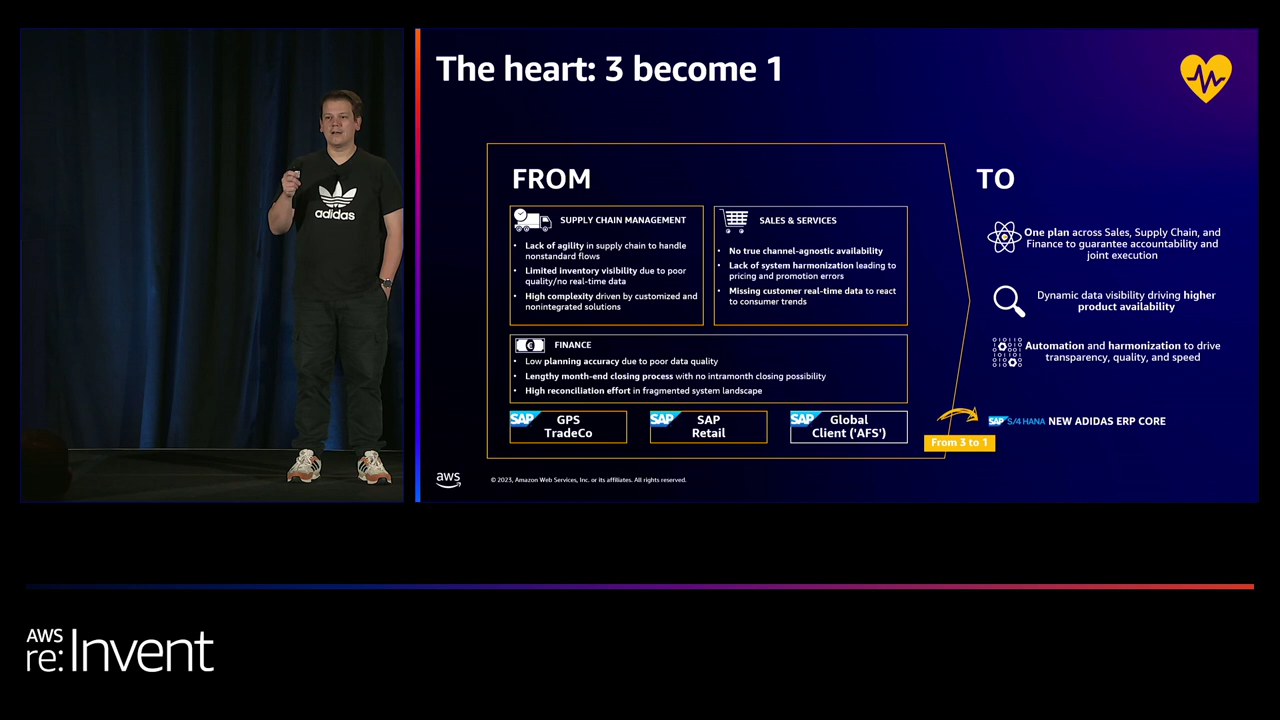 adidas
The heart: 3 become 1
FROM
SUPPLY CHAIN MANAGEMENT
• Lack of agility in supply chain to handle
nonstandard flows
• Limited inventory visibility due to poor
quality/no real-time data
• High complexity driven by customized and
nonintegrated solutions
SALES & SERVICES
• No true channel-agnostic availability
• Lack of system harmonization leading to
pricing and promotion errors
• Missing customer real-time data to react
to consumer trends
FINANCE
• Low planning accuracy due to poor data quality
• Lengthy month-end closing process with no intramonth closing possibility
• High reconciliation effort in fragmented system landscape
SAP GPS
TradeCo
SAP SAP
Retail
SAP Global
Client ('AFS')
TO
One plan across Sales, Supply Chain, and
Finance to guarantee accountability and
joint execution
Dynamic data visibility driving higher
product availability
Automation and harmonization to drive
transparency, quality, and speed
From 3 to 1
SAP S/4HANA NEW ADIDAS ERP CORE
aws
© 2023, Amazon Web Services, Inc. or its affiliates. All rights reserved.
AWS
re:Invent